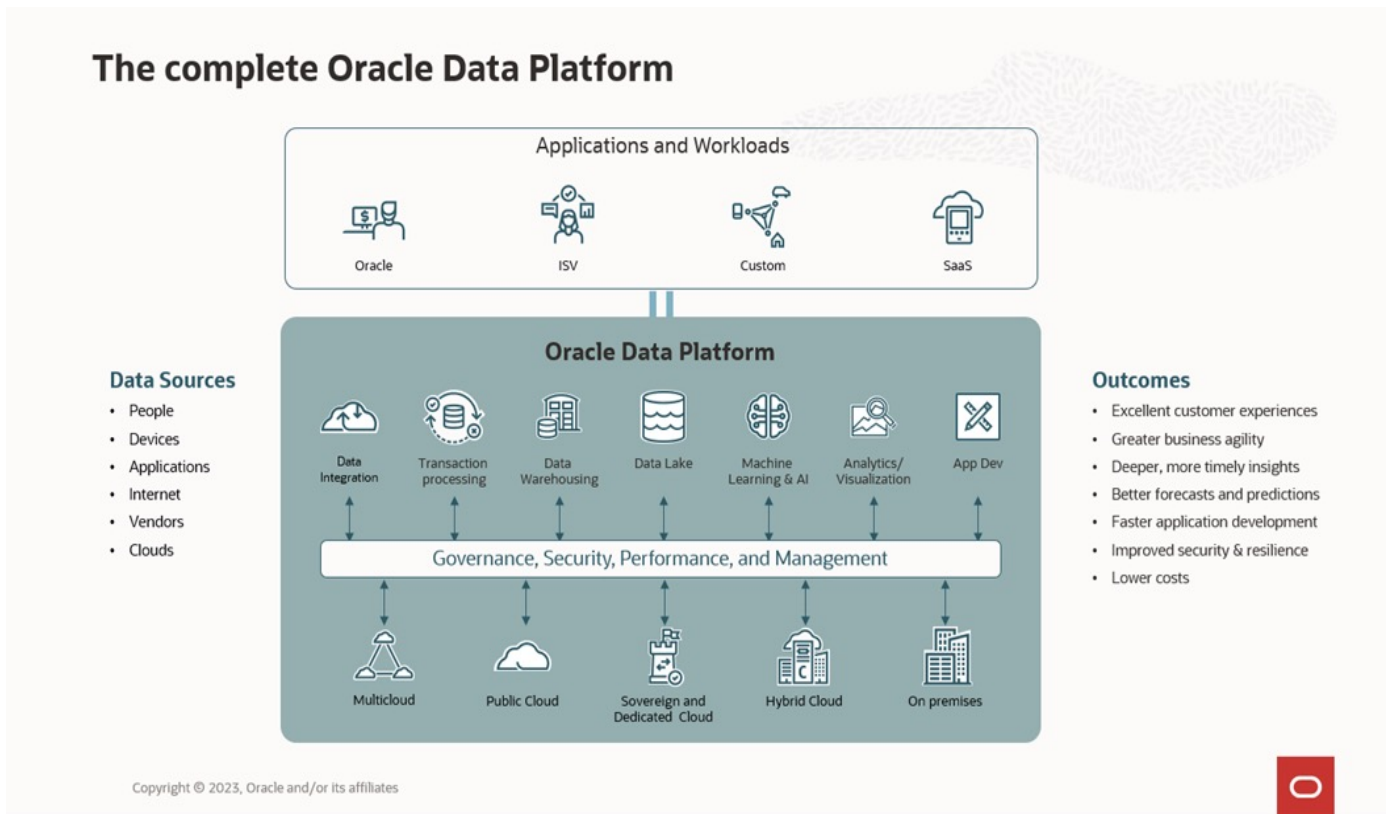 The complete Oracle Data Platform
Applications and Workloads
$
Oracle
ISV
Custom
SaaS
Data Sources
• People
• Devices
• Applications
• Internet
• Vendors
• Clouds
Oracle Data Platform
Data
Integration
Transaction
processing
Data
Warehousing
Data Lake
Machine
Learning & AI
Analytics/
Visualization
App Dev
Governance, Security, Performance, and Management
C
Multicloud
Public Cloud
Sovereign and
Dedicated Cloud
Hybrid Cloud
On premises
Outcomes
• Excellent customer experiences
• Greater business agility
• Deeper, more timely insights
• Better forecasts and predictions
• Faster application development
• Improved security & resilience
• Lower costs
Copyright © 2023, Oracle and/or its affiliates